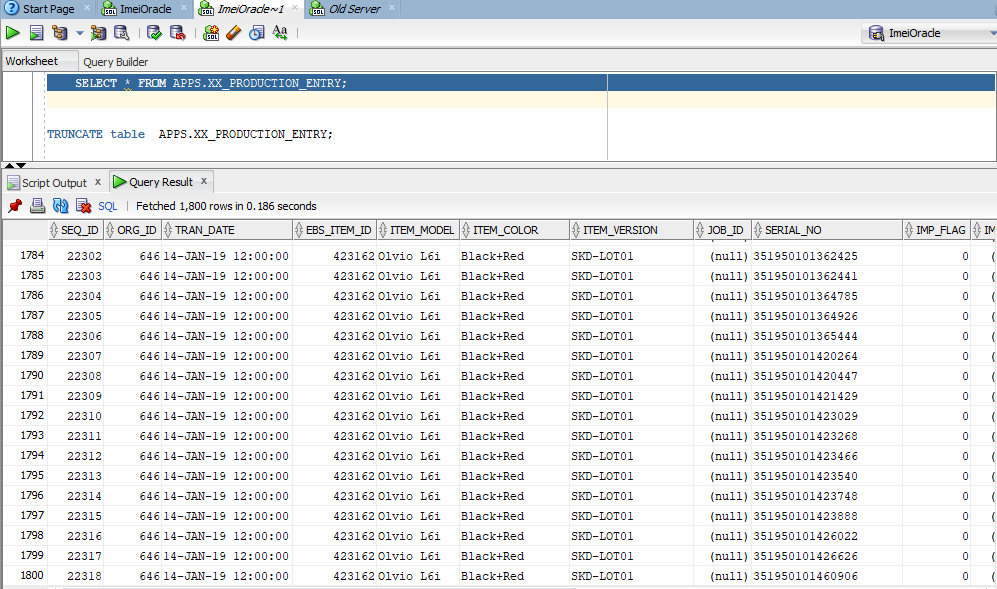 Start Page ImeiOracle ImeiOracle~1 Old Server
ImeiOracle
Worksheet Query Builder
SELECT * FROM APPS.XX_PRODUCTION_ENTRY;
TRUNCATE table APPS.XX_PRODUCTION_ENTRY;
Script Output x Query Result x
SQL | Fetched 1,800 rows in 0.186 seconds
SEQ_ID ORG_ID TRAN_DATE EBS_ITEM_ID ITEM_MODEL ITEM_COLOR ITEM_VERSION JOB_ID SERIAL_NO IMP_FLAG IM
1784 22302 646 14-JAN-19 12:00:00 423162 Olvio L6i Black+Red SKD-LOT01 (null) 351950101362425 0 (
1785 22303 646 14-JAN-19 12:00:00 423162 Olvio L6i Black+Red SKD-LOT01 (null) 351950101362441 0 (
1786 22304 646 14-JAN-19 12:00:00 423162 Olvio L6i Black+Red SKD-LOT01 (null) 351950101364785 0 (
1787 22305 646 14-JAN-19 12:00:00 423162 Olvio L6i Black+Red SKD-LOT01 (null) 351950101364926 0 (
1788 22306 646 14-JAN-19 12:00:00 423162 Olvio L6i Black+Red SKD-LOT01 (null) 351950101365444 0 (
1789 22307 646 14-JAN-19 12:00:00 423162 Olvio L6i Black+Red SKD-LOT01 (null) 351950101420264 0 (
1790 22308 646 14-JAN-19 12:00:00 423162 Olvio L6i Black+Red SKD-LOT01 (null) 351950101420447 0 (
1791 22309 646 14-JAN-19 12:00:00 423162 Olvio L6i Black+Red SKD-LOT01 (null) 351950101421429 0 (
1792 22310 646 14-JAN-19 12:00:00 423162 Olvio L6i Black+Red SKD-LOT01 (null) 351950101423029 0 (
1793 22311 646 14-JAN-19 12:00:00 423162 Olvio L6i Black+Red SKD-LOT01 (null) 351950101423268 0 (
1794 22312 646 14-JAN-19 12:00:00 423162 Olvio L6i Black+Red SKD-LOT01 (null) 351950101423466 0 (
1795 22313 646 14-JAN-19 12:00:00 423162 Olvio L6i Black+Red SKD-LOT01 (null) 351950101423540 0 (
1796 22314 646 14-JAN-19 12:00:00 423162 Olvio L6i Black+Red SKD-LOT01 (null) 351950101423748 0 (
1797 22315 646 14-JAN-19 12:00:00 423162 Olvio L6i Black+Red SKD-LOT01 (null) 351950101423888 0 (
1798 22316 646 14-JAN-19 12:00:00 423162 Olvio L6i Black+Red SKD-LOT01 (null) 351950101426022 0 (
1799 22317 646 14-JAN-19 12:00:00 423162 Olvio L6i Black+Red SKD-LOT01 (null) 351950101426626 0 (
1800 22318 646 14-JAN-19 12:00:00 423162 Olvio L6i Black+Red SKD-LOT01 (null) 351950101460906 0 (